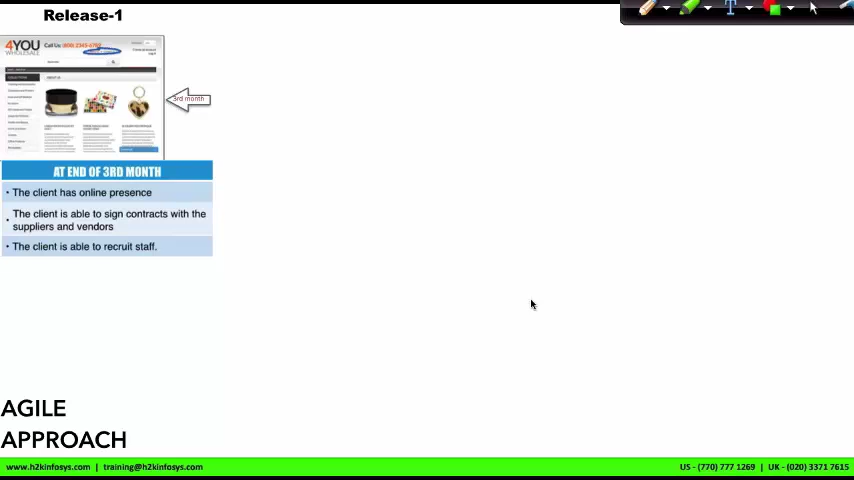 Release-1
4YOU
WHOLESALE
Call Us:
ABOUT US
3rd month
AT END OF 3RD MONTH
• The client has online presence
• The client is able to sign contracts with the
suppliers and vendors
• The client is able to recruit staff.
AGILE
APPROACH
www.h2kinfosys.com | training@h2kinfosys.com
US - (770) 777 1269 | UK - (020) 3371 7615